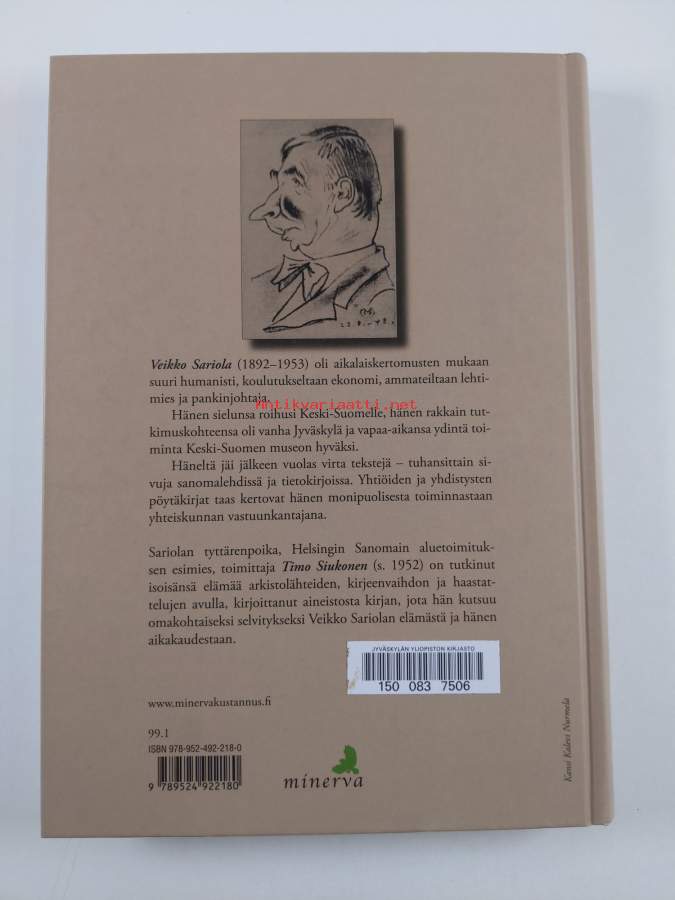 Veikko Sariola (1892–1953) oli aikalaiskertomusten mukaan
suuri humanisti, koulutukseltaan ekonomi, ammateiltaan lehti-
mies ja pankinjohtaja.
Antikvariaatti.net
Hänen sielunsa roihusi Keski-Suomelle, hänen rakkain tut-
kimuskohteensa oli vanha Jyväskylä ja vapaa-aikansa ydintä toi-
minta Keski-Suomen museon hyväksi.
Häneltä jäi jälkeen vuolas virta tekstejä – tuhansittain si-
vuja sanomalehdissä ja tietokirjoissa. Yhtiöiden ja yhdistysten
pöytäkirjat taas kertovat hänen monipuolisesta toiminnastaan
yhteiskunnan vastuunkantajana.
Sariolan tyttärenpoika, Helsingin Sanomain aluetoimituk-
sen esimies, toimittaja Timo Siukonen (s. 1952) on tutkinut
isoisänsä elämää arkistolähteiden, kirjeenvaihdon ja haastat-
telujen avulla, kirjoittanut aineistosta kirjan, jota hän kutsuu
omakohtaiseksi selvitykseksi Veikko Sariolan elämästä ja hänen
aikakaudestaan.
JYVÄSKYLÄN YLIOPISTON KIRJASTO
150 083 7506
www.minervakustannus.fi
99.1
ISBN 978-952-492-218-0
9 789524 922180
minerva
Kansi Kalevi Nurmela